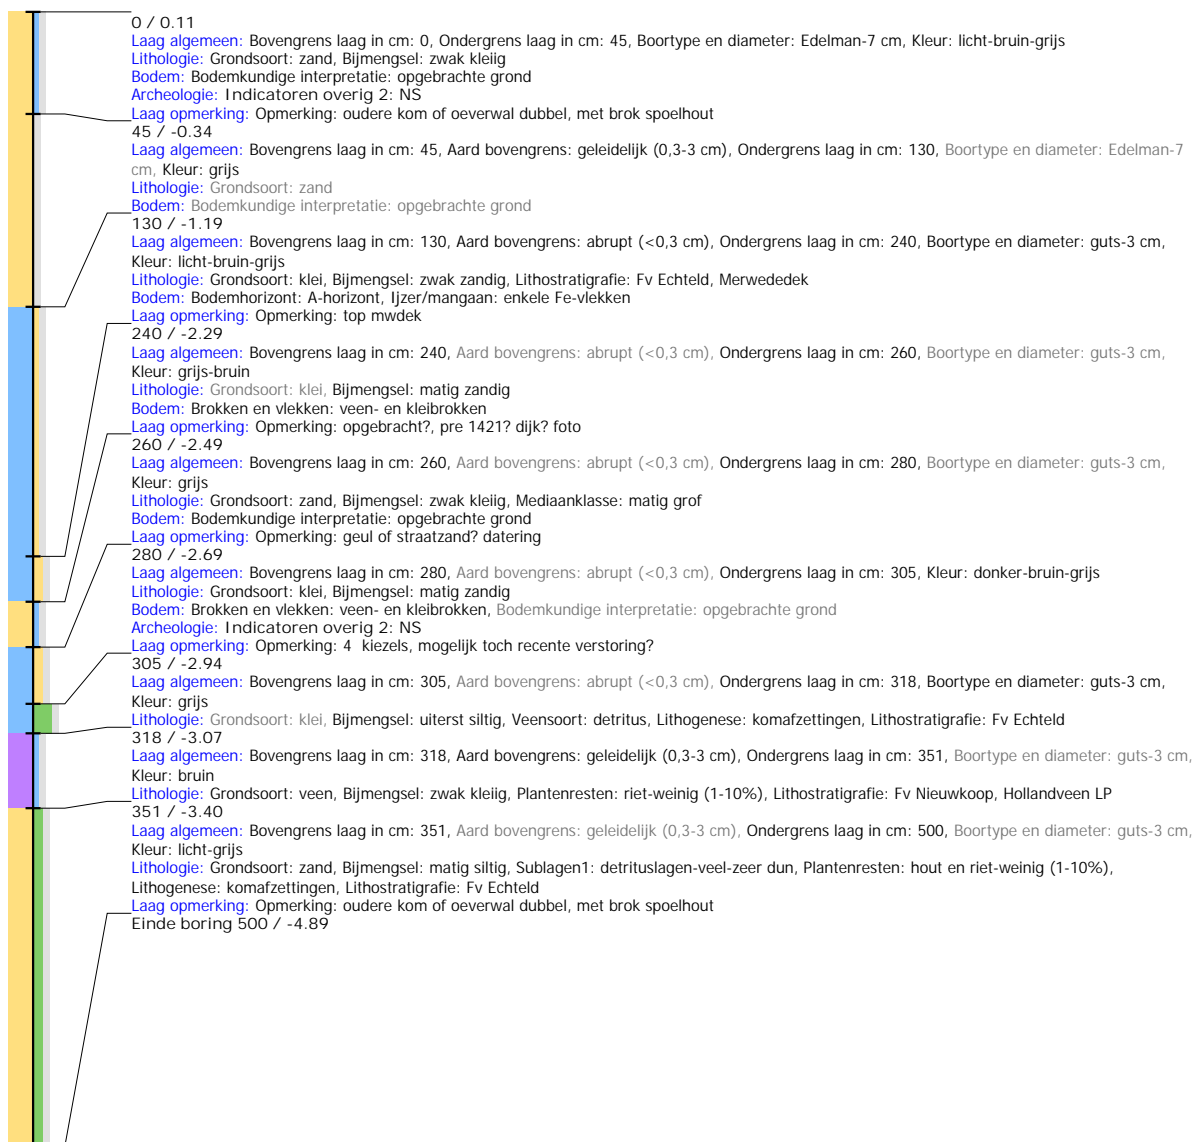 0 / 0.11
Laag algemeen: Bovengrens laag in cm: 0, Ondergrens laag in cm: 45, Boortype en diameter: Edelman-7 cm, Kleur: licht-bruin-grijs
Lithologie: Grondsoort: zand, Bijmengsel: zwak kleiig
Bodem: Bodemkundige interpretatie: opgebrachte grond
Archeologie: Indicatoren overig 2: NS
Laag opmerking: Opmerking: oudere kom of oeverwal dubbel, met brok spoelhout
45 / -0.34
Laag algemeen: Bovengrens laag in cm: 45, Aard bovengrens: geleidelijk (0,3-3 cm), Ondergrens laag in cm: 130, Boortype en diameter: Edelman-7
cm, Kleur: grijs
Lithologie: Grondsoort: zand
Bodem: Bodemkundige interpretatie: opgebrachte grond
130 / -1.19
Laag algemeen: Bovengrens laag in cm: 130, Aard bovengrens: abrupt (<0,3 cm), Ondergrens laag in cm: 240, Boortype en diameter: guts-3 cm,
Kleur: licht-bruin-grijs
Lithologie: Grondsoort: klei, Bijmengsel: zwak zandig, Lithostratigrafie: Fv Echteld, Merwededek
Bodem: Bodemhorizont: A-horizont, Ijzer/mangaan: enkele Fe-vlekken
Laag opmerking: Opmerking: top mwdek
240 / -2.29
Laag algemeen: Bovengrens laag in cm: 240, Aard bovengrens: abrupt (<0,3 cm), Ondergrens laag in cm: 260, Boortype en diameter: guts-3 cm,
Kleur: grijs-bruin
Lithologie: Grondsoort: klei, Bijmengsel: matig zandig
Bodem: Brokken en vlekken: veen- en kleibrokken
Laag opmerking: Opmerking: opgebracht?, pre 1421? dijk? foto
260 / -2.49
Laag algemeen: Bovengrens laag in cm: 260, Aard bovengrens: abrupt (<0,3 cm), Ondergrens laag in cm: 280, Boortype en diameter: guts-3 cm,
Kleur: grijs
Lithologie: Grondsoort: zand, Bijmengsel: zwak kleiig, Mediaanklasse: matig grof
Bodem: Bodemkundige interpretatie: opgebrachte grond
Laag opmerking: Opmerking: geul of straatzand? datering
280 / -2.69
Laag algemeen: Bovengrens laag in cm: 280, Aard bovengrens: abrupt (<0,3 cm), Ondergrens laag in cm: 305, Kleur: donker-bruin-grijs
Lithologie: Grondsoort: klei, Bijmengsel: matig zandig
Bodem: Brokken en vlekken: veen- en kleibrokken, Bodemkundige interpretatie: opgebrachte grond
Archeologie: Indicatoren overig 2: NS
Laag opmerking: Opmerking: 4  kiezels, mogelijk toch recente verstoring?
305 / -2.94
Laag algemeen: Bovengrens laag in cm: 305, Aard bovengrens: abrupt (<0,3 cm), Ondergrens laag in cm: 318, Boortype en diameter: guts-3 cm,
Kleur: grijs
Lithologie: Grondsoort: klei, Bijmengsel: uiterst siltig, Veensoort: detritus, Lithogenese: komafzettingen, Lithostratigrafie: Fv Echteld
318 / -3.07
Laag algemeen: Bovengrens laag in cm: 318, Aard bovengrens: geleidelijk (0,3-3 cm), Ondergrens laag in cm: 351, Boortype en diameter: guts-3 cm,
Kleur: bruin
Lithologie: Grondsoort: veen, Bijmengsel: zwak kleiig, Plantenresten: riet-weinig (1-10%), Lithostratigrafie: Fv Nieuwkoop, Hollandveen LP
351 / -3.40
Laag algemeen: Bovengrens laag in cm: 351, Aard bovengrens: geleidelijk (0,3-3 cm), Ondergrens laag in cm: 500, Boortype en diameter: guts-3 cm,
Kleur: licht-grijs
Lithologie: Grondsoort: zand, Bijmengsel: matig siltig, Sublagen1: detrituslagen-veel-zeer dun, Plantenresten: hout en riet-weinig (1-10%),
Lithogenese: komafzettingen, Lithostratigrafie: Fv Echteld
Laag opmerking: Opmerking: oudere kom of oeverwal dubbel, met brok spoelhout
Einde boring 500 / -4.89